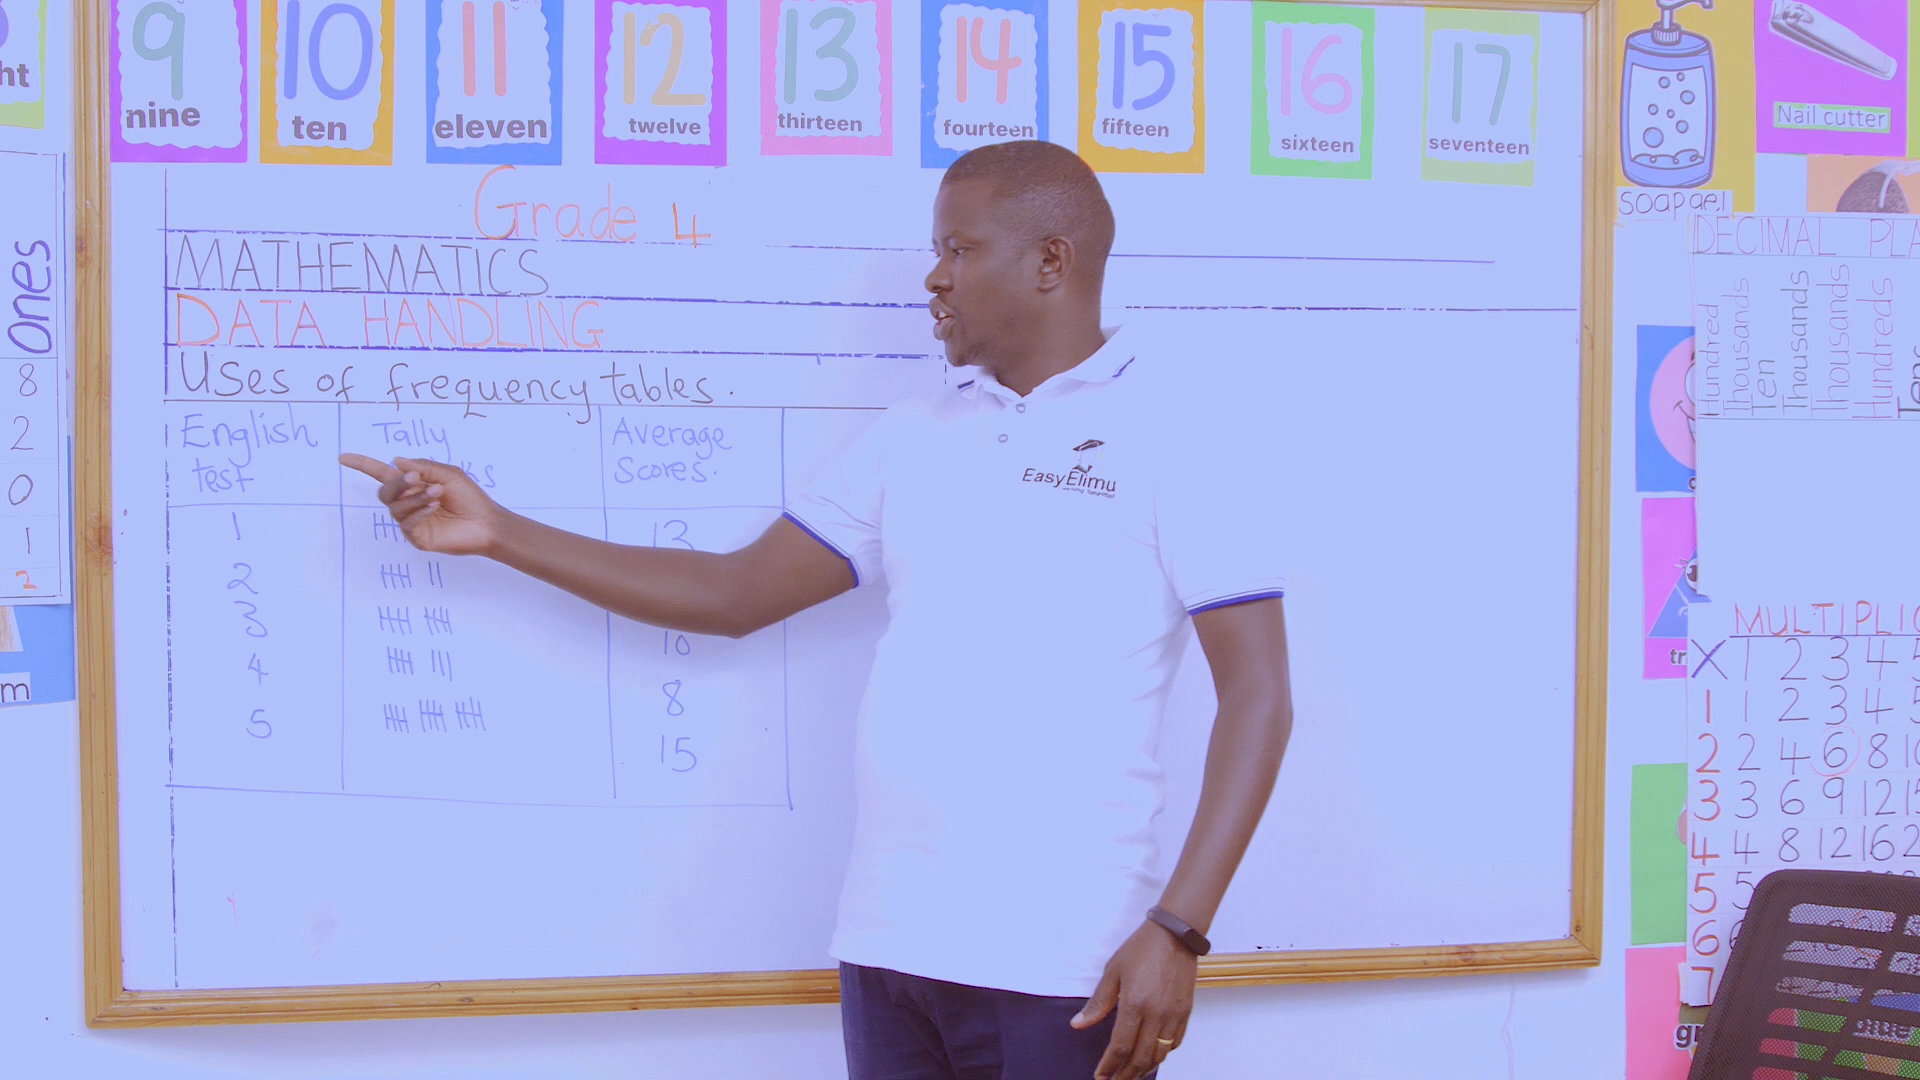 9 10 11 12 13 14 15 16 17
nine ten eleven twelve thirteen fourteen fifteen sixteen seventeen
Nail cutter
soap gel
Grade 4
MATHEMATICS
DATA HANDLING
Uses of frequency tables.
English test
Tally
Average Scores.
1 13
2
3 10
4 8
5 15
EasyElimu
Ones
8
2
0
1
2
DECIMAL
Hundred Thousands
Ten Thousands
Thousands
Hundreds
X 1 2 3 4
1 1 2 3 4
2 2 4 6 8
3 3 6 9 12
4 4 8 12 16
5 5
6
7
blue